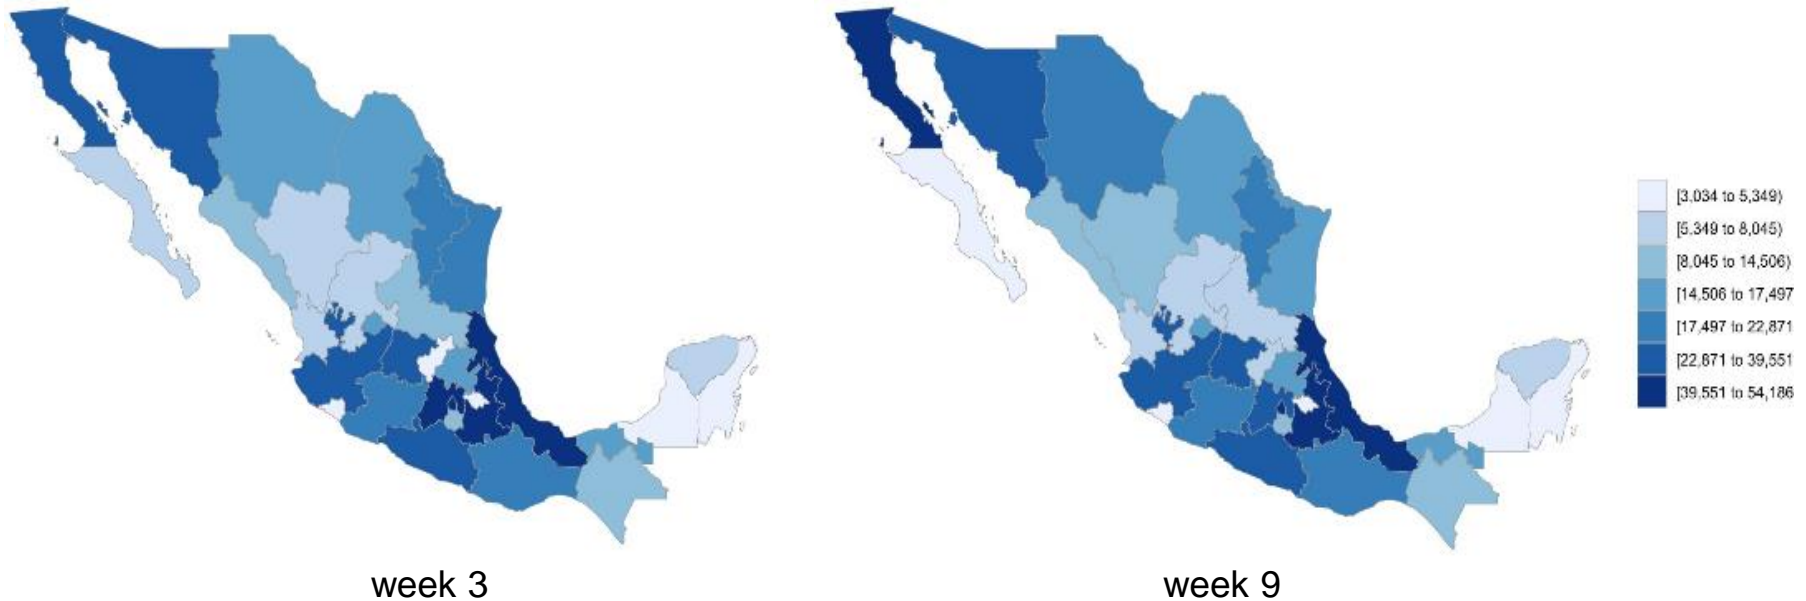 [3,034 to 5,349)
[5,349 to 8,045)
[8,045 to 14,506)
[14,506 to 17,497
[17,497 to 22,871
[22,871 to 39,551
[39,551 to 54,186
week 3
week 9